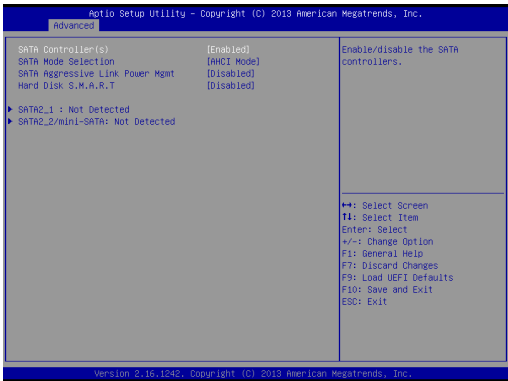 Aptio Setup Utility – Copyright (C) 2013 American Megatrends, Inc.
Advanced
SATA Controller(s) [Enabled]
SATA Mode Selection [AHCI Mode]
SATA Aggressive Link Power Mgmt [Disabled]
Hard Disk S.M.A.R.T [Disabled]
SATA2_1 : Not Detected
SATA2_2/mini-SATA: Not Detected
Enable/disable the SATA
controllers.
↔: Select Screen
↑↓: Select Item
Enter: Select
+/-: Change Option
F1: General Help
F7: Discard Changes
F9: Load UEFI Defaults
F10: Save and Exit
ESC: Exit
Version 2.16.1242. Copyright (C) 2013 American Megatrends, Inc.